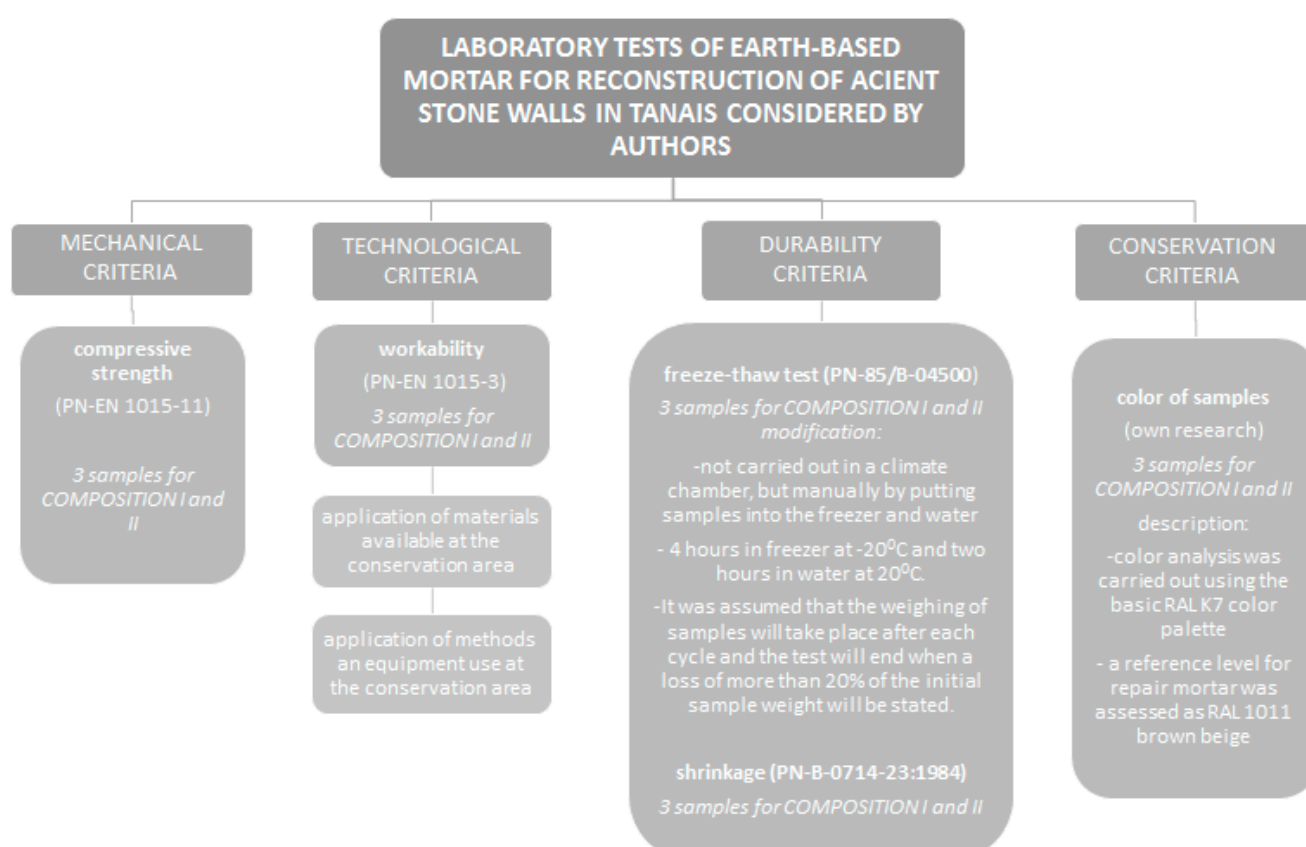 LABORATORY TESTS OF EARTH-BASED
MORTAR FOR RECONSTRUCTION OF ACIENT
STONE WALLS IN TANAIS CONSIDERED BY
AUTHORS
MECHANICAL
CRITERIA
compressive
strength
(PN-EN 1015-11)
3 samples for
COMPOSITION I and
II
TECHNOLOGICAL
CRITERIA
workability
(PN-EN 1015-3)
3 samples for
COMPOSITION I and II
application of materials
available at the
conservation area
application of methods
an equipment use at
the conservation area
DURABILITY
CRITERIA
freeze-thaw test (PN-85/B-04500)
3 samples for COMPOSITION I and II
modification:
-not carried out in a climate
chamber, but manually by putting
samples into the freezer and water
- 4 hours in freezer at -20⁰C and two
hours in water at 20⁰C.
-It was assumed that the weighing of
samples will take place after each
cycle and the test will end when a
loss of more than 20% of the initial
sample weight will be stated.
shrinkage (PN-B-0714-23:1984)
3 samples for COMPOSITION I and II
CONSERVATION
CRITERIA
color of samples
(own research)
3 samples for
COMPOSITION I and II
description:
-color analysis was
carried out using the
basic RAL K7 color
palette
- a reference level for
repair mortar was
assessed as RAL 1011
brown beige